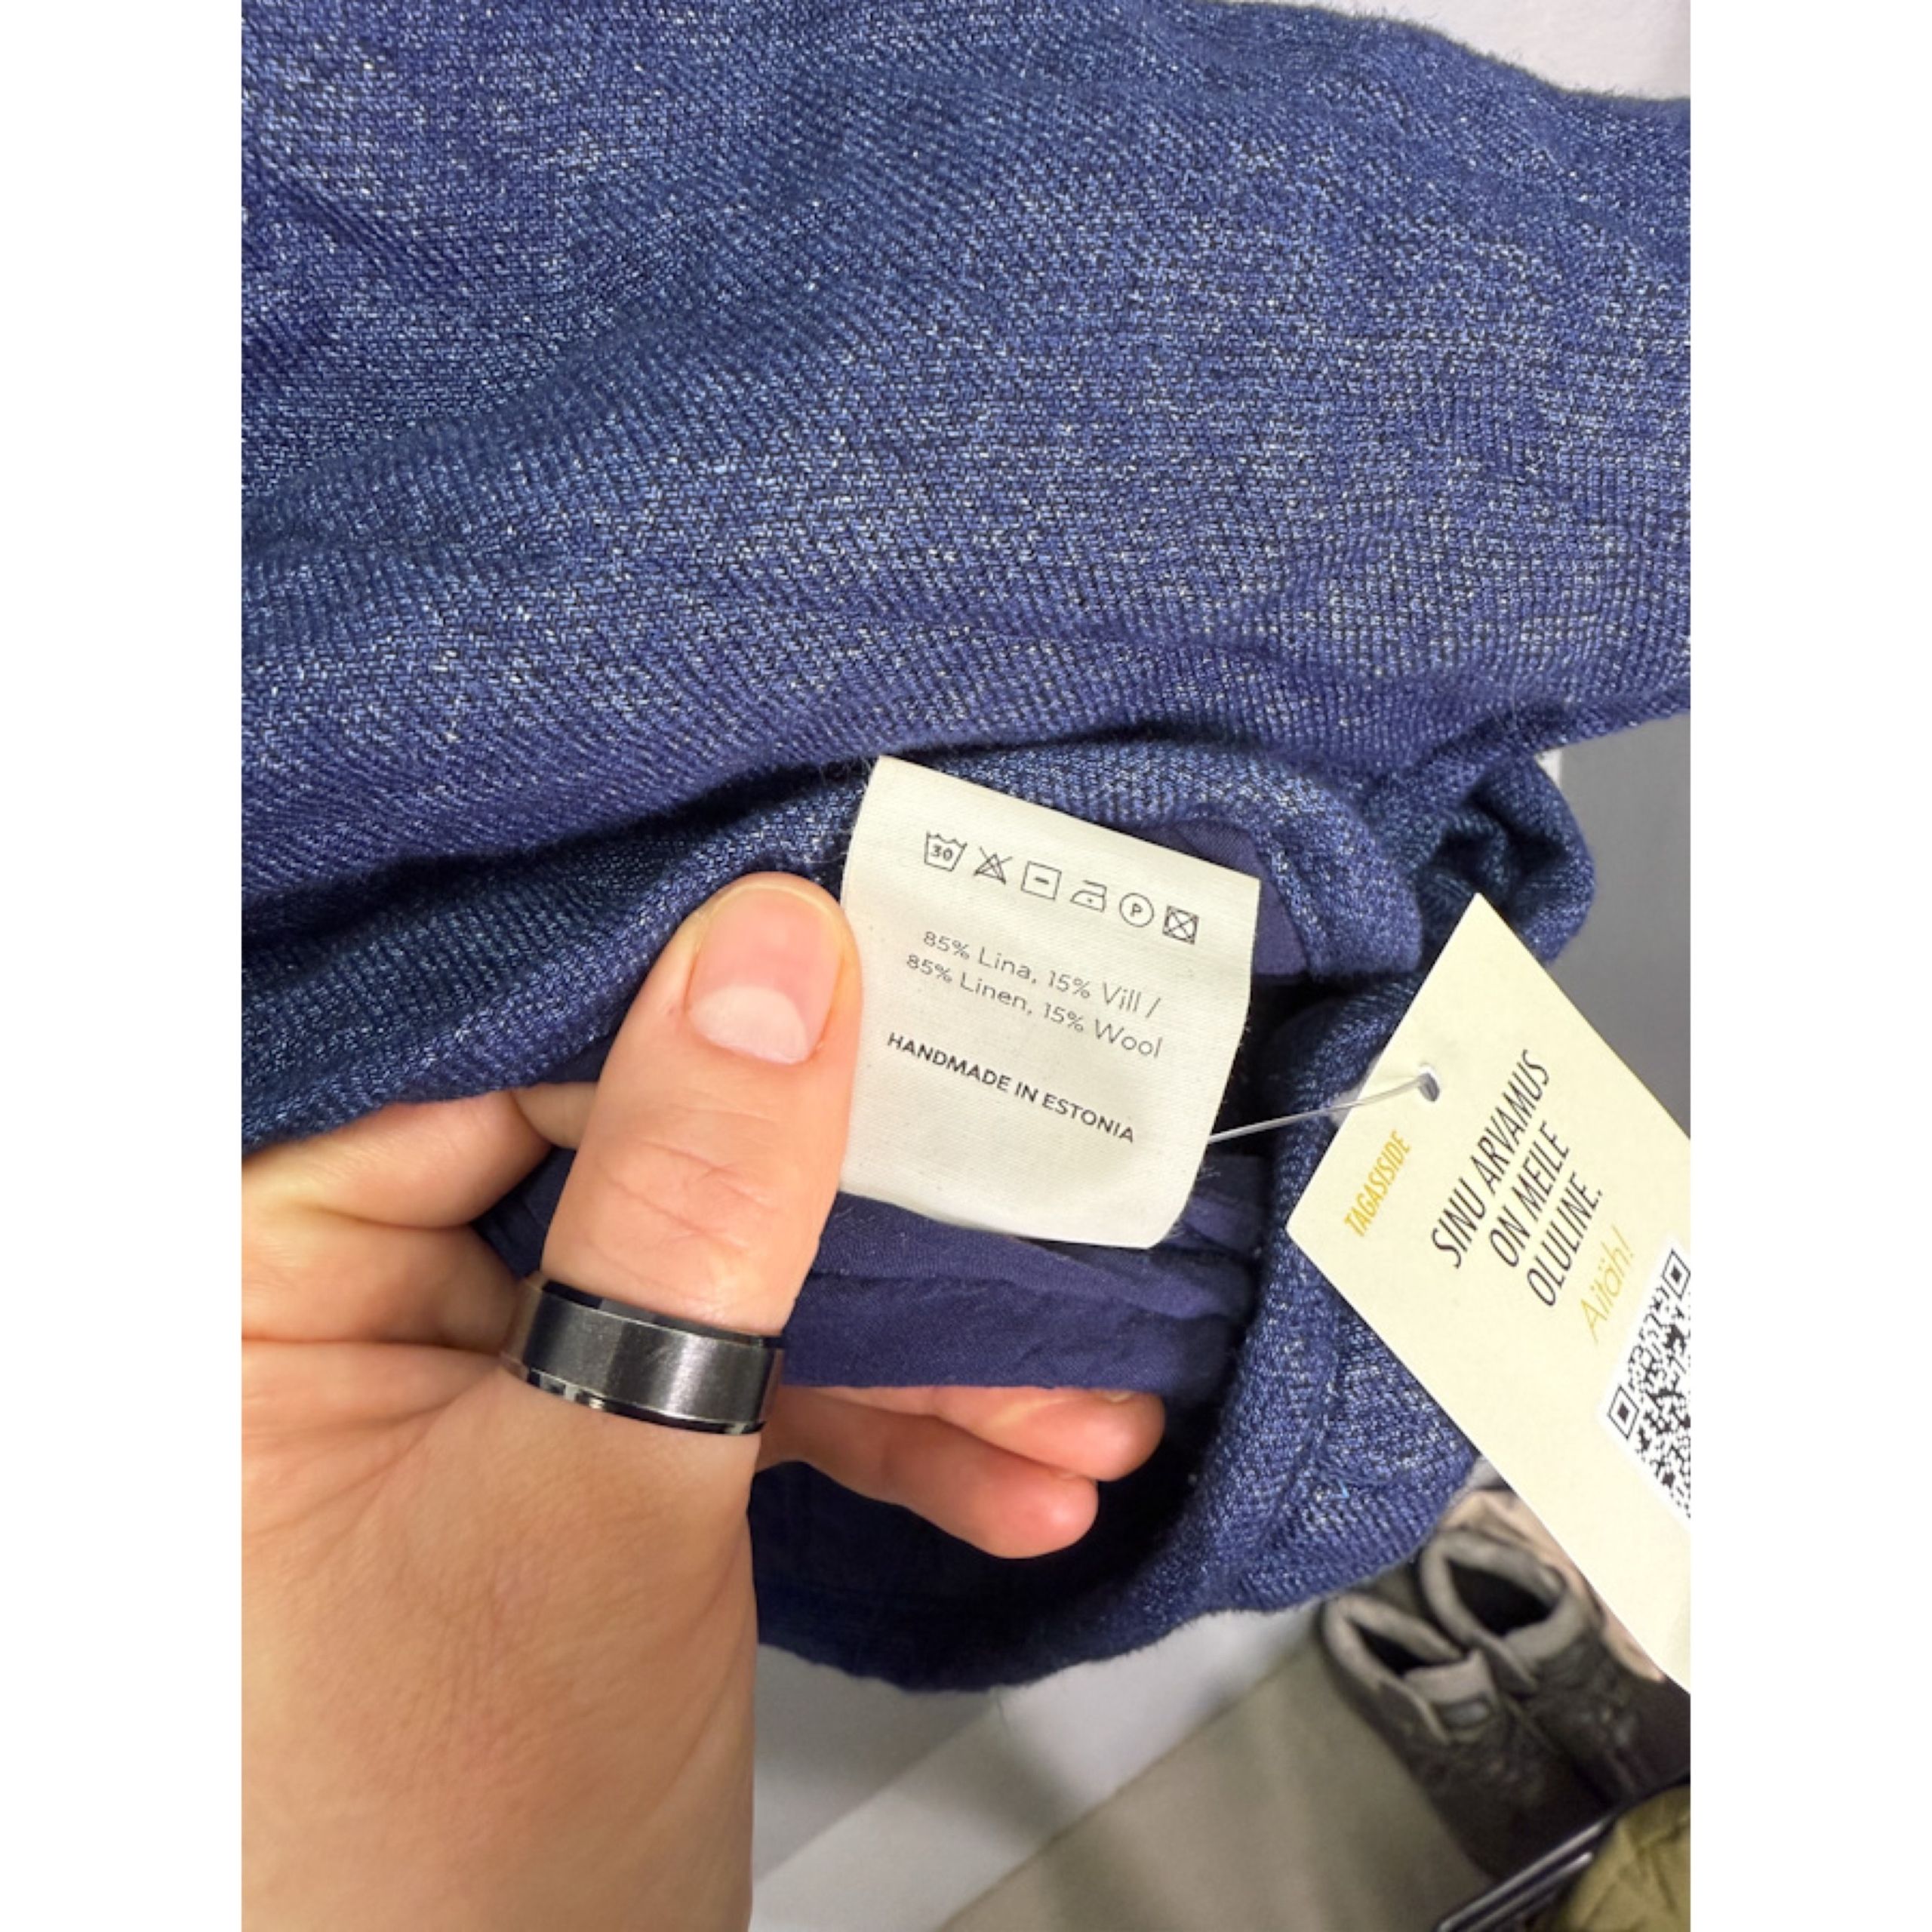 30
P
85% Lina, 15% Vill /
85% Linen, 15% Wool
HANDMADE IN ESTONIA
TAGASISIDE
SINU ARVAMUS
ON MEILE
OLULINE.
Aitäh!